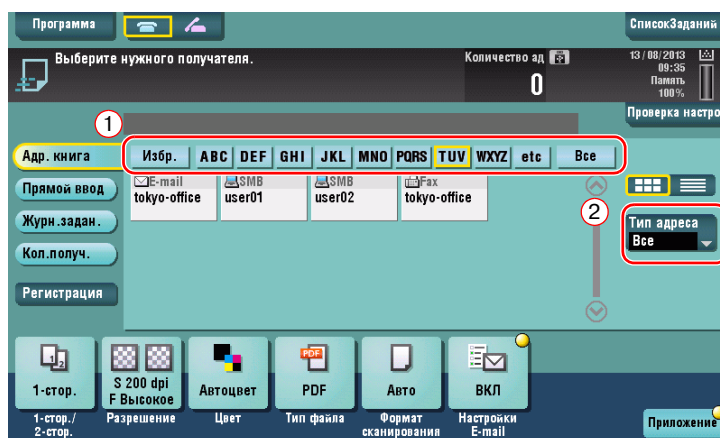 Программа
СписокЗаданий
Выберите нужного получателя.
Количество ад
0
13/08/2013
09:35
Память
100%
Проверка настро
1
Адр. книга
Избр. ABC DEF GHI JKL MNO PQRS TUV WXYZ etc Все
Прямой ввод
Журн.задан.
Кол.получ.
Регистрация
E-mail
tokyo-office
SMB
user01
SMB
user02
Fax
tokyo-office
2
Тип адреса
Все
1 2
1-стор.
S 200 dpi
F Высокое
Автоцвет
PDF
PDF
Авто
ВКЛ
1-стор./
2-стор.
Разрешение
Цвет
Тип файла
Формат
сканирования
Настройки
E-mail
Приложение